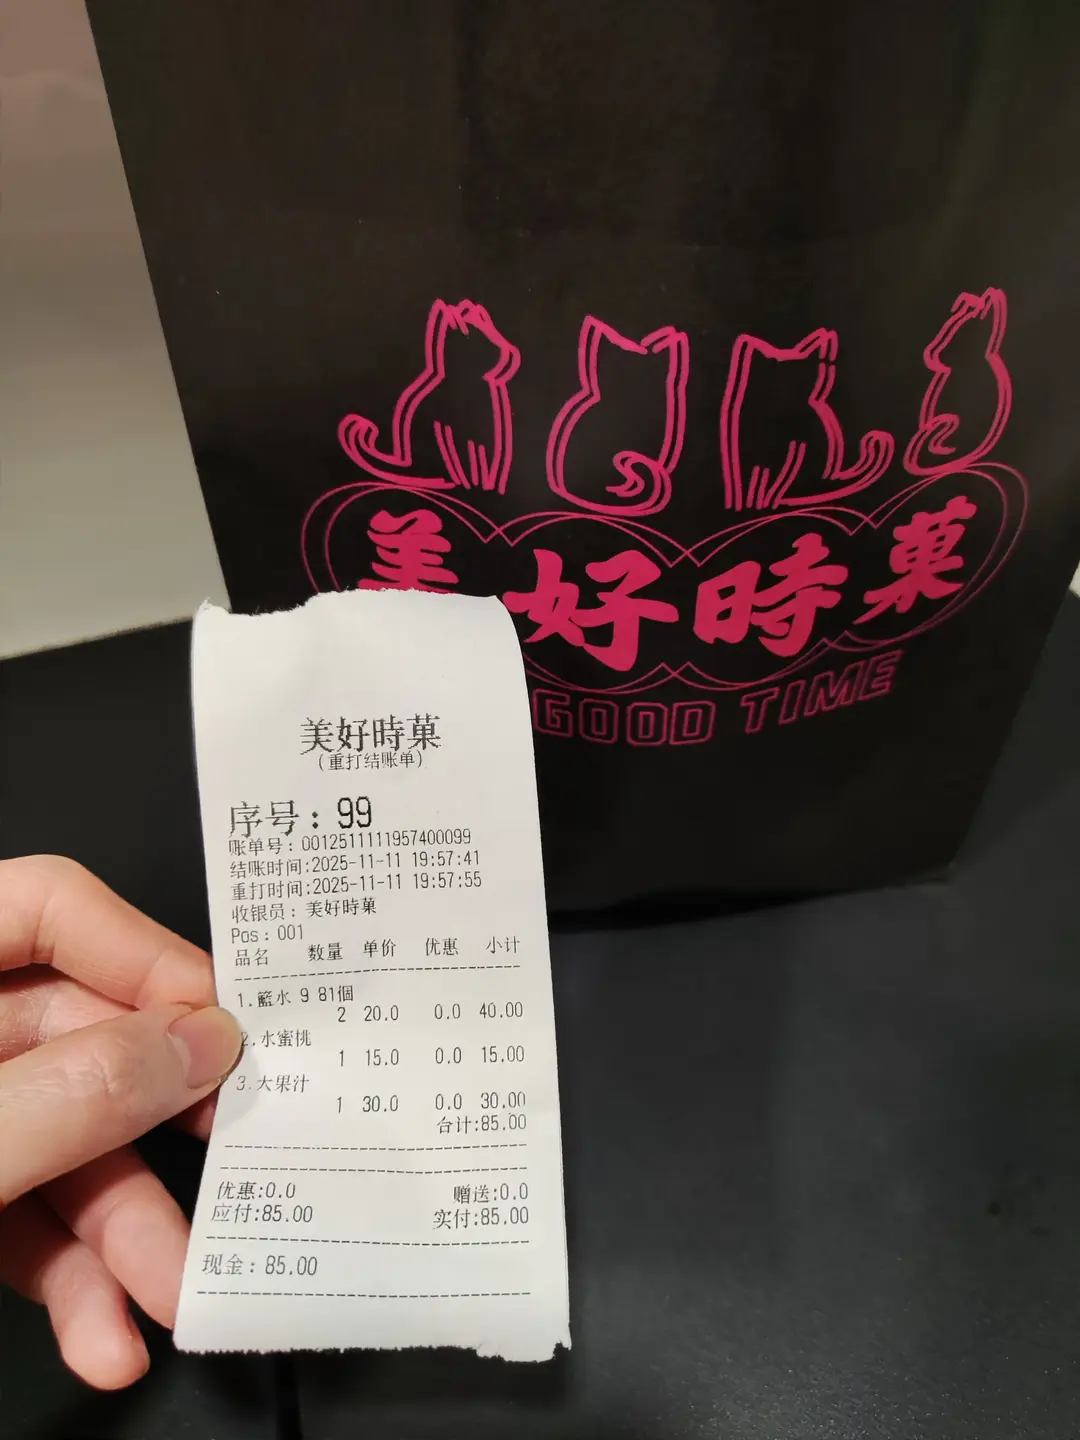 美好時菓
GOOD TIME
美好時菓
(重打结账单)
序号：99
账单号：0012511111957400099
结账时间:2025-11-11 19:57:41
重打时间:2025-11-11 19:57:55
收银员：美好時菓
Pos：001
品名 数量 单价 优惠 小计
1.籃水 9 81個
2 20.0 0.0 40.00
2.水蜜桃
1 15.0 0.0 15.00
3.大果汁
1 30.0 0.0 30.00
合计:85.00
优惠:0.0 赠送:0.0
应付:85.00 实付:85.00
现金：85.00